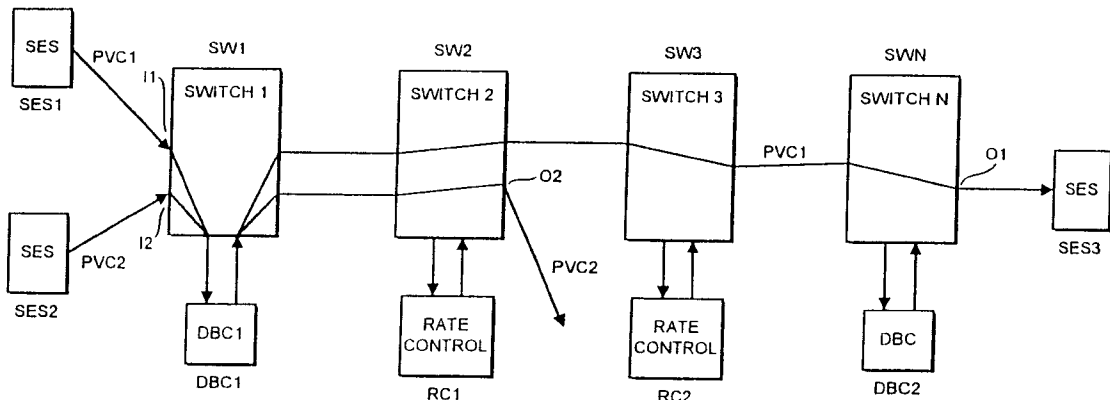 SES
SES1
PVC1
I1
SES
SES2
PVC2
I2
SW1
SWITCH 1
DBC1
DBC1
SW2
SWITCH 2
O2
PVC2
RATE
CONTROL
RC1
SW3
SWITCH 3
RATE
CONTROL
RC2
PVC1
SWN
SWITCH N
O1
DBC
DBC2
SES
SES3